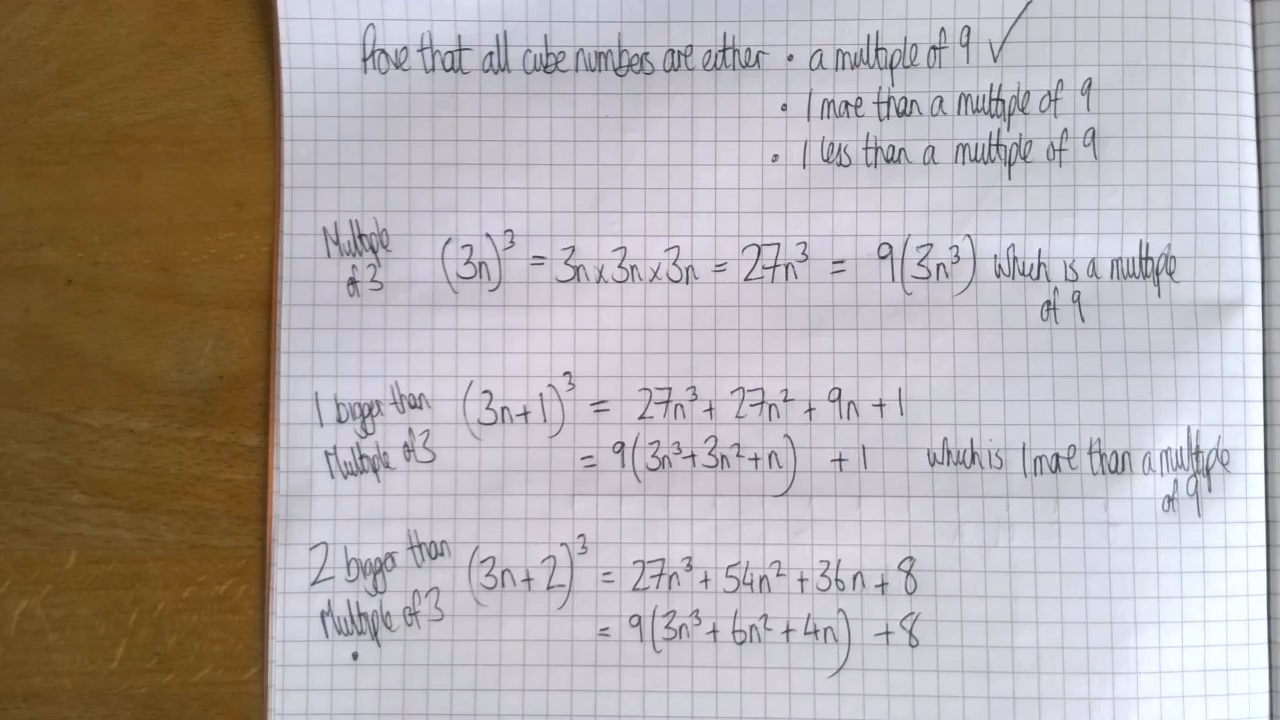 Prove that all cube numbers are either • a multiple of 9 ✓
• 1 more than a multiple of 9
• 1 less than a multiple of 9
Multiple of 3 (3n)³ = 3n×3n×3n = 27n³ = 9(3n³) which is a multiple
of 9
1 bigger than (3n+1)³ = 27n³ + 27n² + 9n + 1
Multiple of 3 = 9(3n³+3n²+n) + 1 which is 1 more than a multiple
of 9
2 bigger than (3n+2)³ = 27n³ + 54n² + 36n + 8
Multiple of 3 = 9(3n³ + 6n² + 4n) + 8